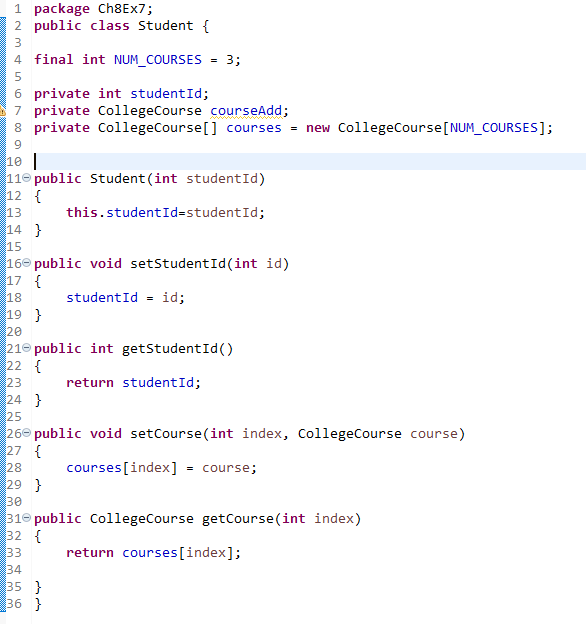 1 package Ch8Ex7;
2 public class Student {
3
4 final int NUM_COURSES = 3;
5
6 private int studentId;
7 private CollegeCourse courseAdd;
8 private CollegeCourse[] courses = new CollegeCourse[NUM_COURSES];
9
10
11 public Student(int studentId)
12 {
13     this.studentId=studentId;
14 }
15
16 public void setStudentId(int id)
17 {
18     studentId = id;
19 }
20
21 public int getStudentId()
22 {
23     return studentId;
24 }
25
26 public void setCourse(int index, CollegeCourse course)
27 {
28     courses[index] = course;
29 }
30
31 public CollegeCourse getCourse(int index)
32 {
33     return courses[index];
34
35 }
36 }